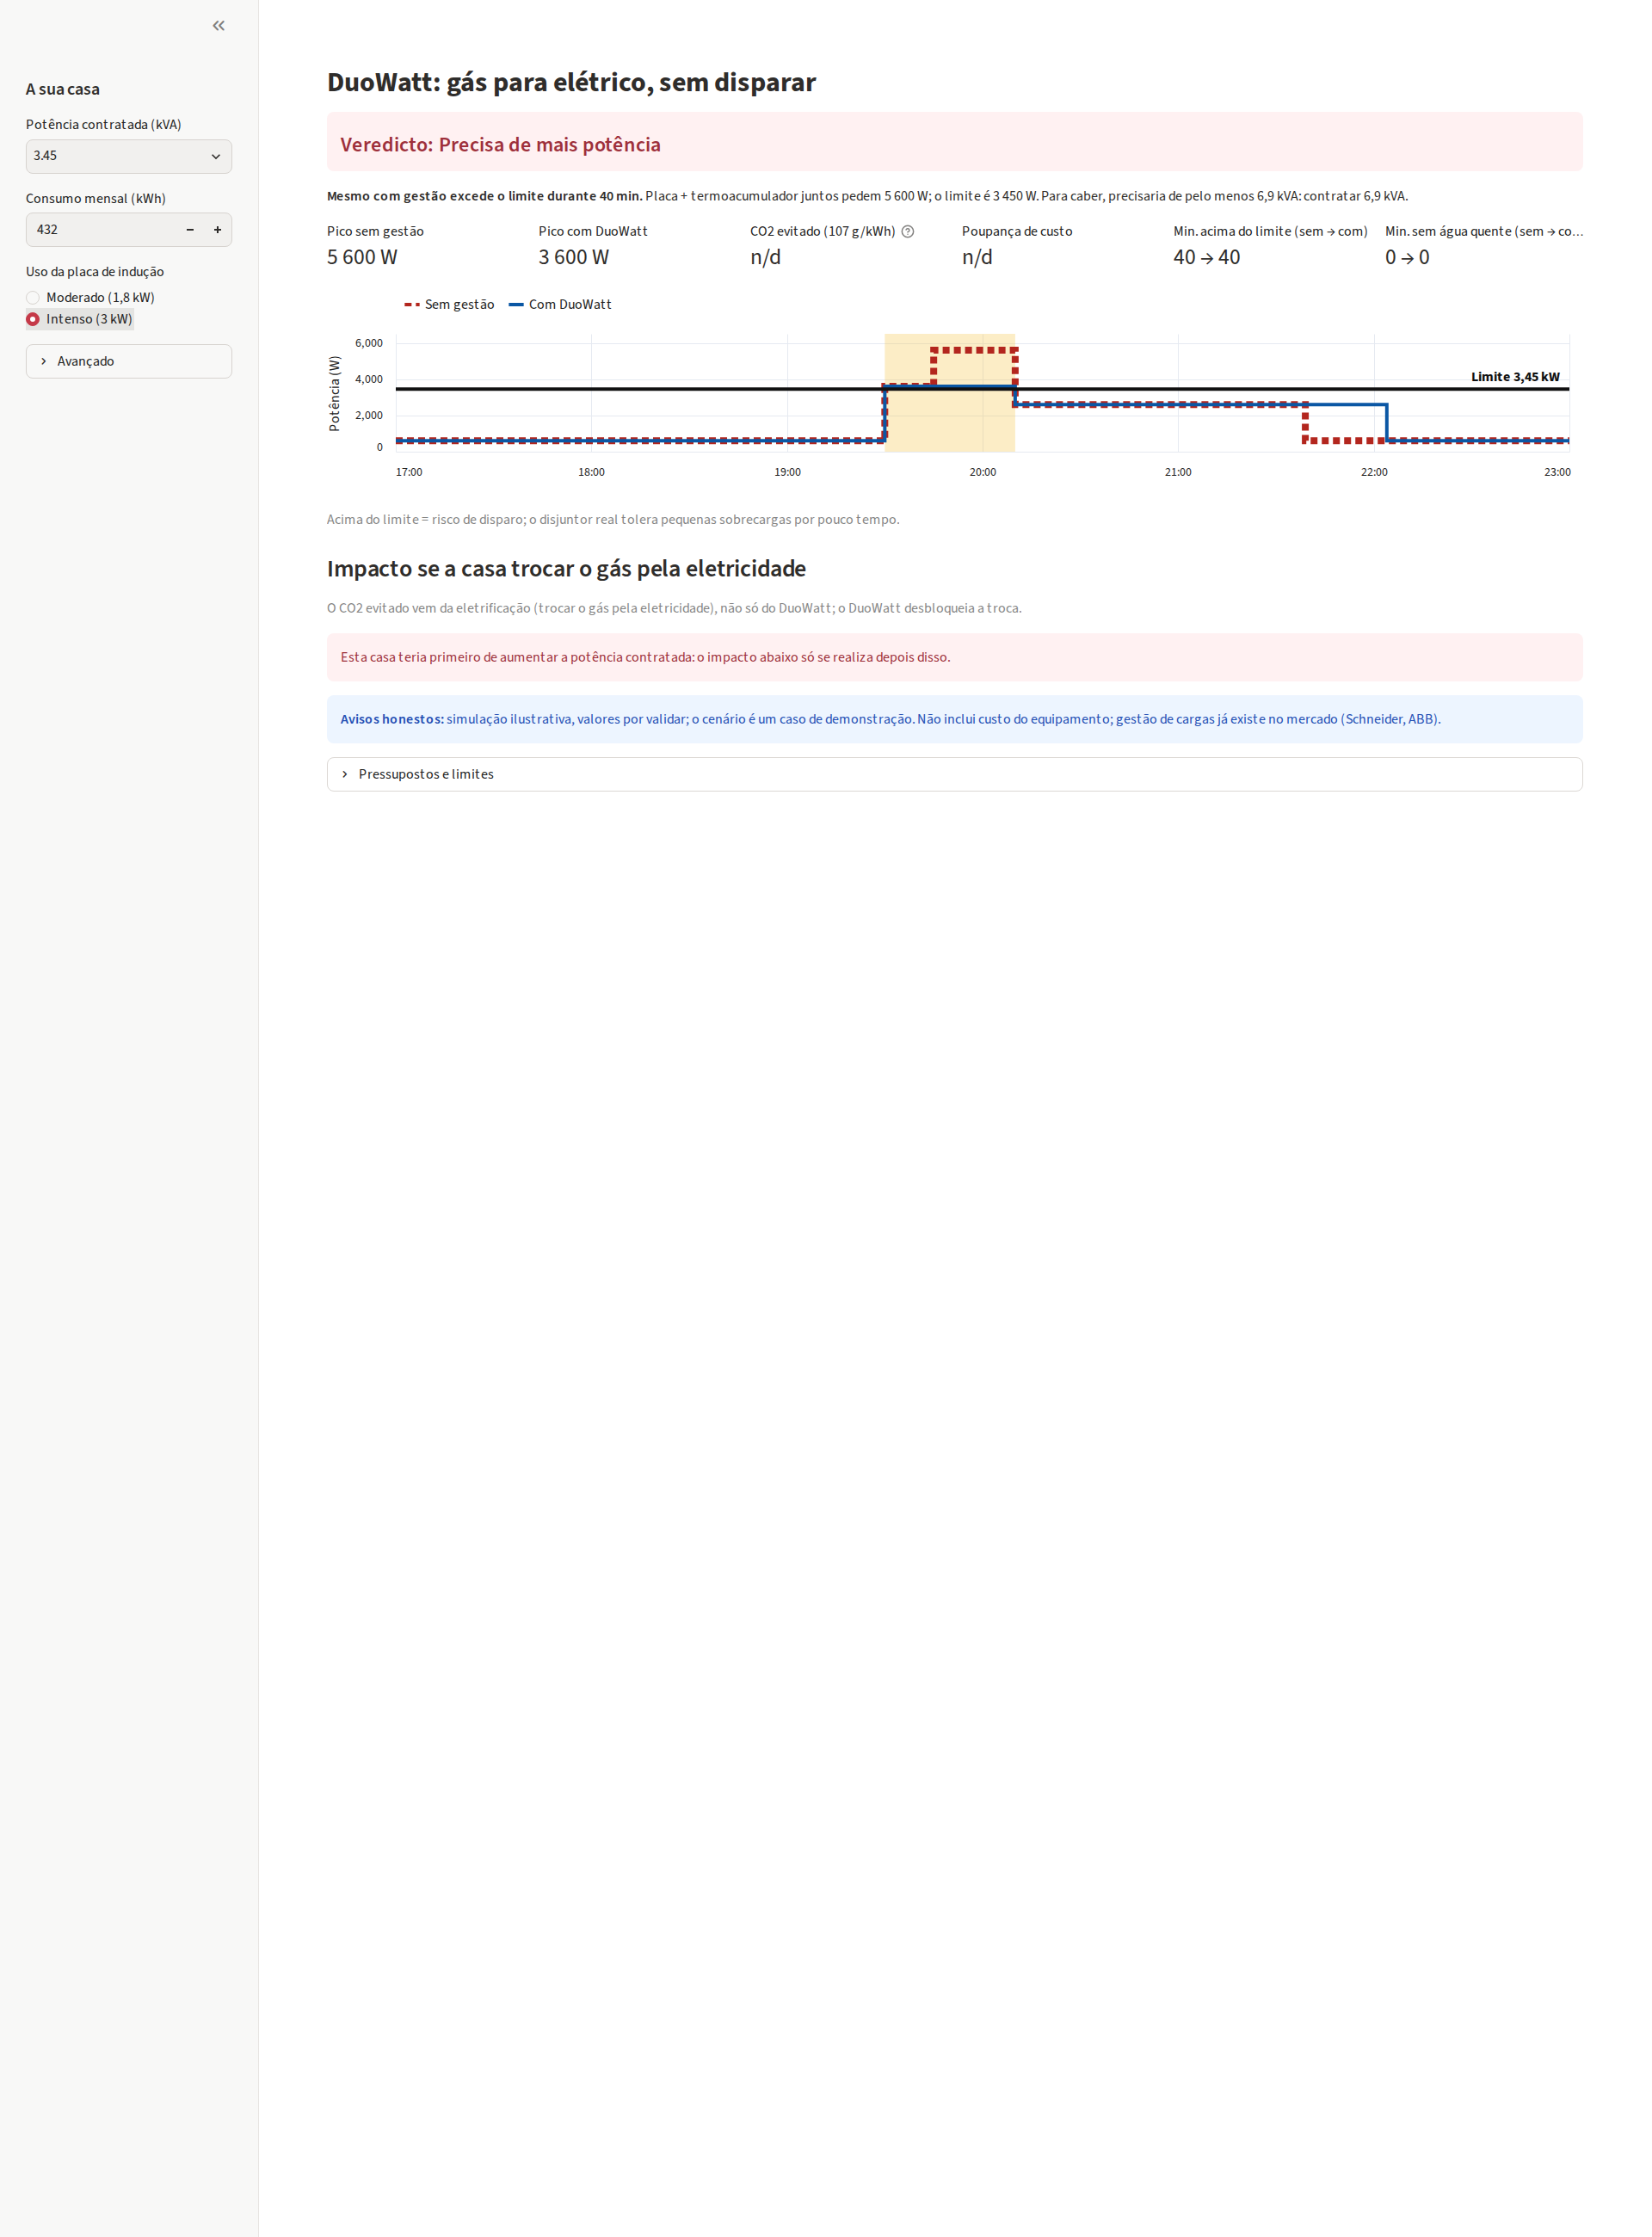 A sua casa
Potência contratada (kVA)
3.45
Consumo mensal (kWh)
432
Uso da placa de indução
Moderado (1,8 kW)
Intenso (3 kW)
Avançado
DuoWatt: gás para elétrico, sem disparar
Veredicto: Precisa de mais potência
Mesmo com gestão excede o limite durante 40 min. Placa + termoacumulador juntos pedem 5 600 W; o limite é 3 450 W. Para caber, precisaria de pelo menos 6,9 kVA: contratar 6,9 kVA.
Pico sem gestão
5 600 W
Pico com DuoWatt
3 600 W
CO2 evitado (107 g/kWh)
n/d
Poupança de custo
n/d
Min. acima do limite (sem → com)
40 → 40
Min. sem água quente (sem → co...
0 → 0
Sem gestão Com DuoWatt
Potência (W)
6,000
4,000
2,000
0
Limite 3,45 kW
17:00 18:00 19:00 20:00 21:00 22:00 23:00
Acima do limite = risco de disparo; o disjuntor real tolera pequenas sobrecargas por pouco tempo.
Impacto se a casa trocar o gás pela eletricidade
O CO2 evitado vem da eletrificação (trocar o gás pela eletricidade), não só do DuoWatt; o DuoWatt desbloqueia a troca.
Esta casa teria primeiro de aumentar a potência contratada: o impacto abaixo só se realiza depois disso.
Avisos honestos: simulação ilustrativa, valores por validar; o cenário é um caso de demonstração. Não inclui custo do equipamento; gestão de cargas já existe no mercado (Schneider, ABB).
Pressupostos e limites